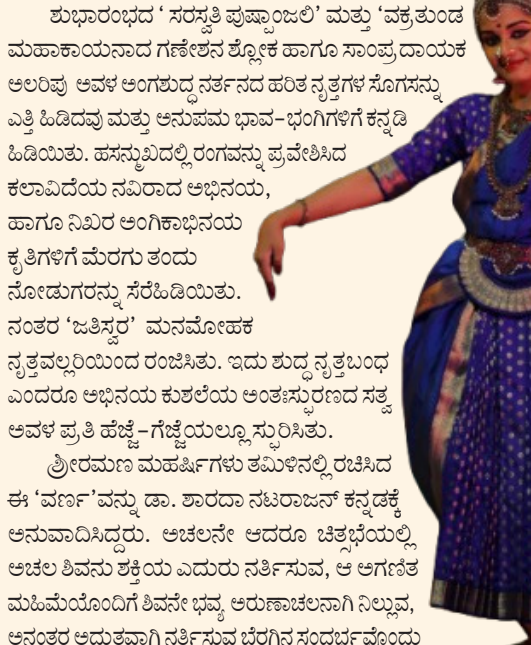 ಶುಭಾರಂಭದ ‘ ಸರಸ್ವತಿ ಪುಷ್ಪಾಂಜಲಿ’ ಮತ್ತು ‘ವಕ್ರತುಂಡ
ಮಹಾಕಾಯನಾದ ಗಣೇಶನ ಶ್ಲೋಕ ಹಾಗೂ ಸಾಂಪ್ರದಾಯಕ
ಅಲರಿಪು ಅವಳ ಅಂಗಶುದ್ಧ ನರ್ತನದ ಹರಿತ ನೃತ್ತಗಳ ಸೊಗಸನ್ನು
ಎತ್ತಿ ಹಿಡಿದವು ಮತ್ತು ಅನುಪಮ ಭಾವ-ಭಂಗಿಗಳಿಗೆ ಕನ್ನಡಿ
ಹಿಡಿಯಿತು. ಹಸನ್ಮುಖದಲ್ಲಿ ರಂಗವನ್ನು ಪ್ರವೇಶಿಸಿದ
ಕಲಾವಿದೆಯ ನವಿರಾದ ಅಭಿನಯ,
ಹಾಗೂ ನಿಖರ ಅಂಗಿಕಾಭಿನಯ
ಕೃತಿಗಳಿಗೆ ಮೆರಗು ತಂದು
ನೋಡುಗರನ್ನು ಸೆರೆಹಿಡಿಯಿತು.
ನಂತರ ‘ಜತಿಸ್ವರ’ ಮನಮೋಹಕ
ನೃತ್ತವಲ್ಲರಿಯಿಂದ ರಂಜಿಸಿತು. ಇದು ಶುದ್ಧ ನೃತ್ತಬಂಧ
ಎಂದರೂ ಅಭಿನಯ ಕುಶಲೆಯ ಅಂತಃಸ್ಫುರಣದ ಸತ್ವ
ಅವಳ ಪ್ರತಿ ಹೆಜ್ಜೆ-ಗೆಜ್ಜೆಯಲ್ಲೂ ಸ್ಫುರಿಸಿತು.
ಶ್ರೀರಮಣ ಮಹರ್ಷಿಗಳು ತಮಿಳಿನಲ್ಲಿ ರಚಿಸಿದ
ಈ ‘ವರ್ಣ’ವನ್ನು ಡಾ. ಶಾರದಾ ನಟರಾಜನ್ ಕನ್ನಡಕ್ಕೆ
ಅನುವಾದಿಸಿದ್ದರು. ಅಚಲನೇ ಆದರೂ ಚಿತ್ಸಭೆಯಲ್ಲಿ
ಅಚಲ ಶಿವನು ಶಕ್ತಿಯ ಎದುರು ನರ್ತಿಸುವ, ಆ ಅಗಣಿತ
ಮಹಿಮೆಯೊಂದಿಗೆ ಶಿವನೇ ಭವ್ಯ ಅರುಣಾಚಲನಾಗಿ ನಿಲ್ಲುವ,
ಅನಂತರ ಅದ್ಭುತವಾಗಿ ನರ್ತಿಸುವ ಬೆರಗಿನ ಸಂದರ್ಭವೊಂದು